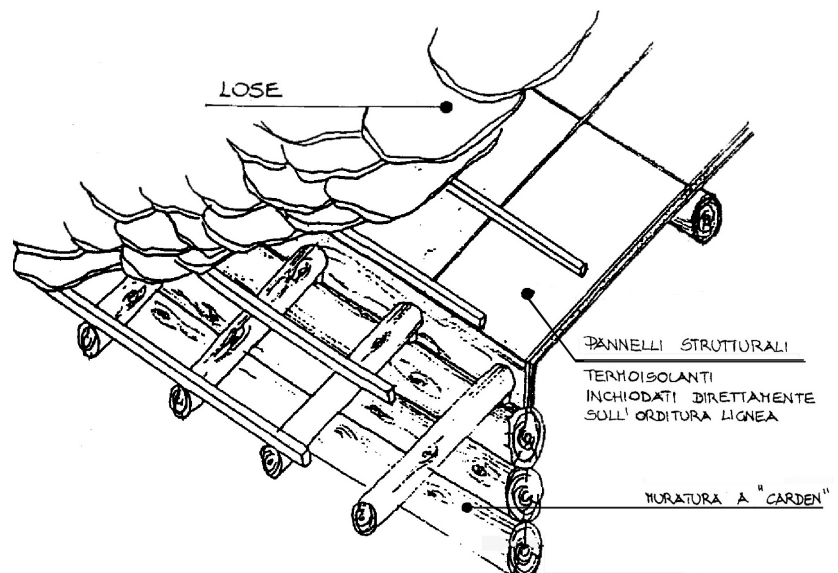 LOSE
PANNELLI STRUTTURALI
TERMOISOLANTI
INCHIODATI DIRETTAMENTE
SULL'ORDITURA LIGNEA
MURATURA A "CARDEN"